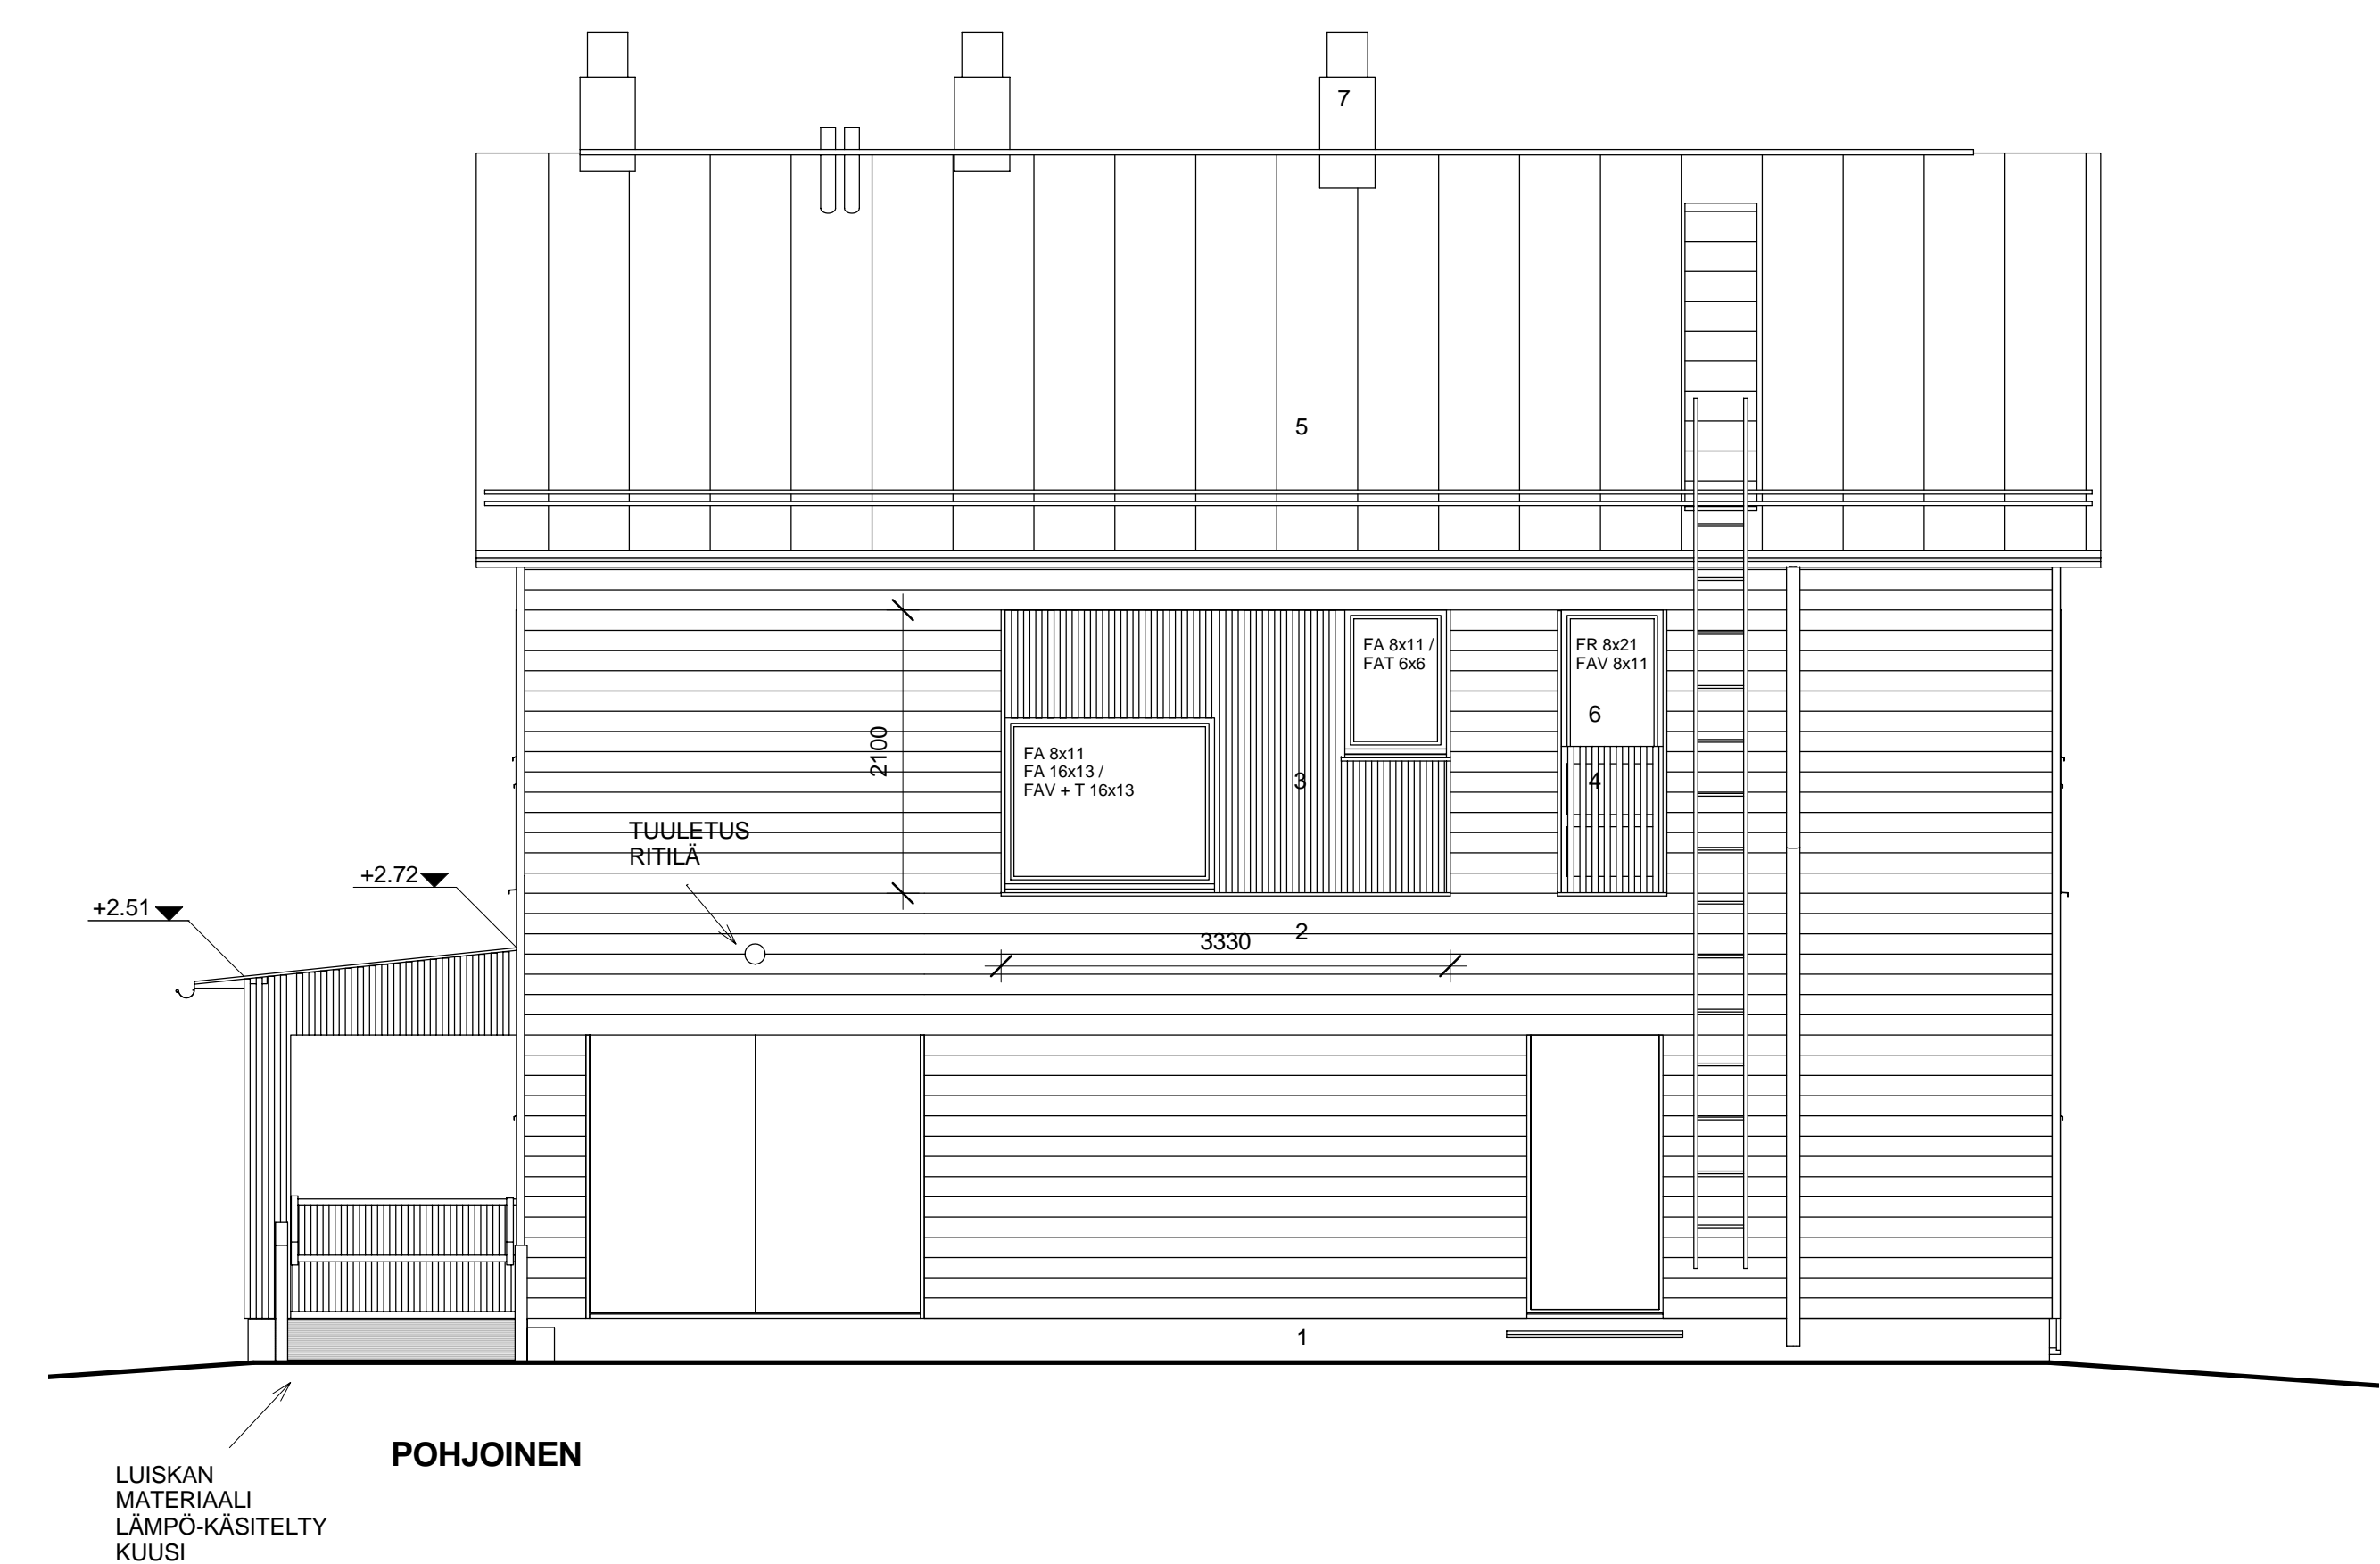 7
5
FA 8x11 /
FAT 6x6
FR 8x21
FAV 8x11
6
2100
FA 8x11
FA 16x13 /
FAV + T 16x13
3
4
TUULETUS
RITILÄ
+2.72
+2.51
2
3330
1
POHJOINEN
LUISKAN
MATERIAALI
LÄMPÖ-KÄSITELTY
KUUSI